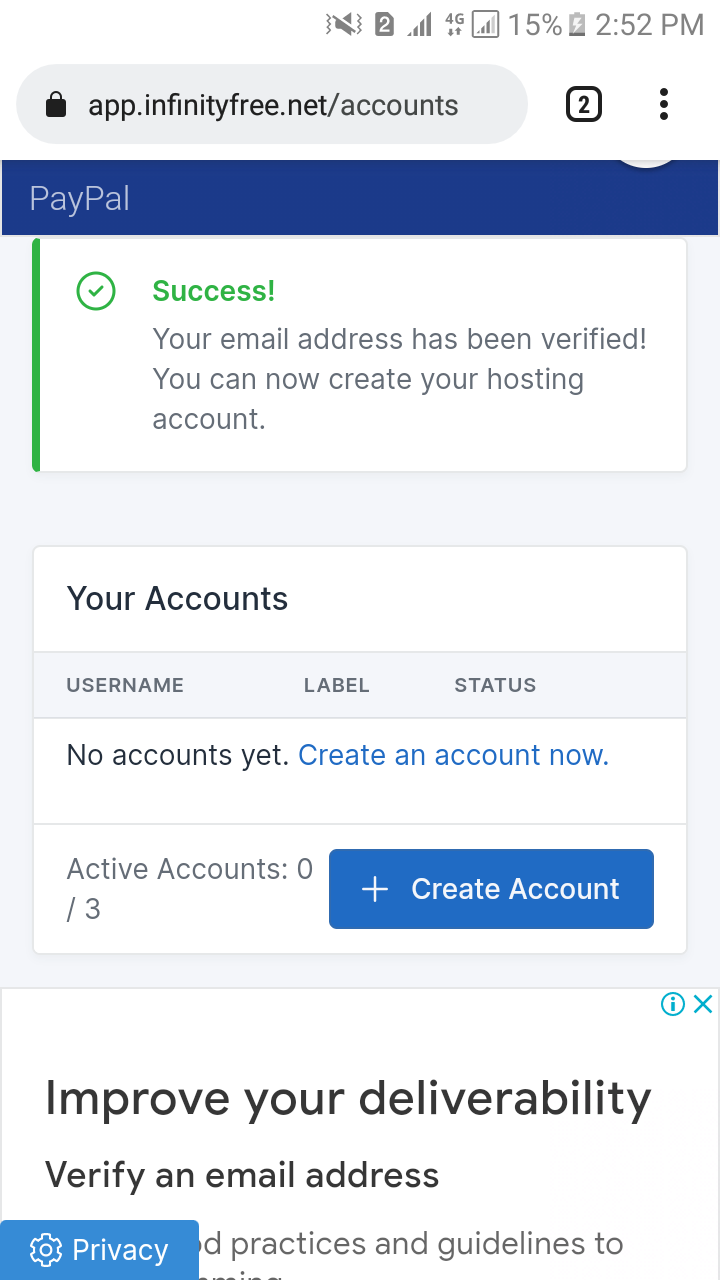 2 4G 15% 2:52 PM
app.infinityfree.net/accounts 2
PayPal
Success!
Your email address has been verified!
You can now create your hosting
account.
Your Accounts
USERNAME LABEL STATUS
No accounts yet. Create an account now.
Active Accounts: 0
/ 3
+ Create Account
Improve your deliverability
Verify an email address
practices and guidelines to
Privacy